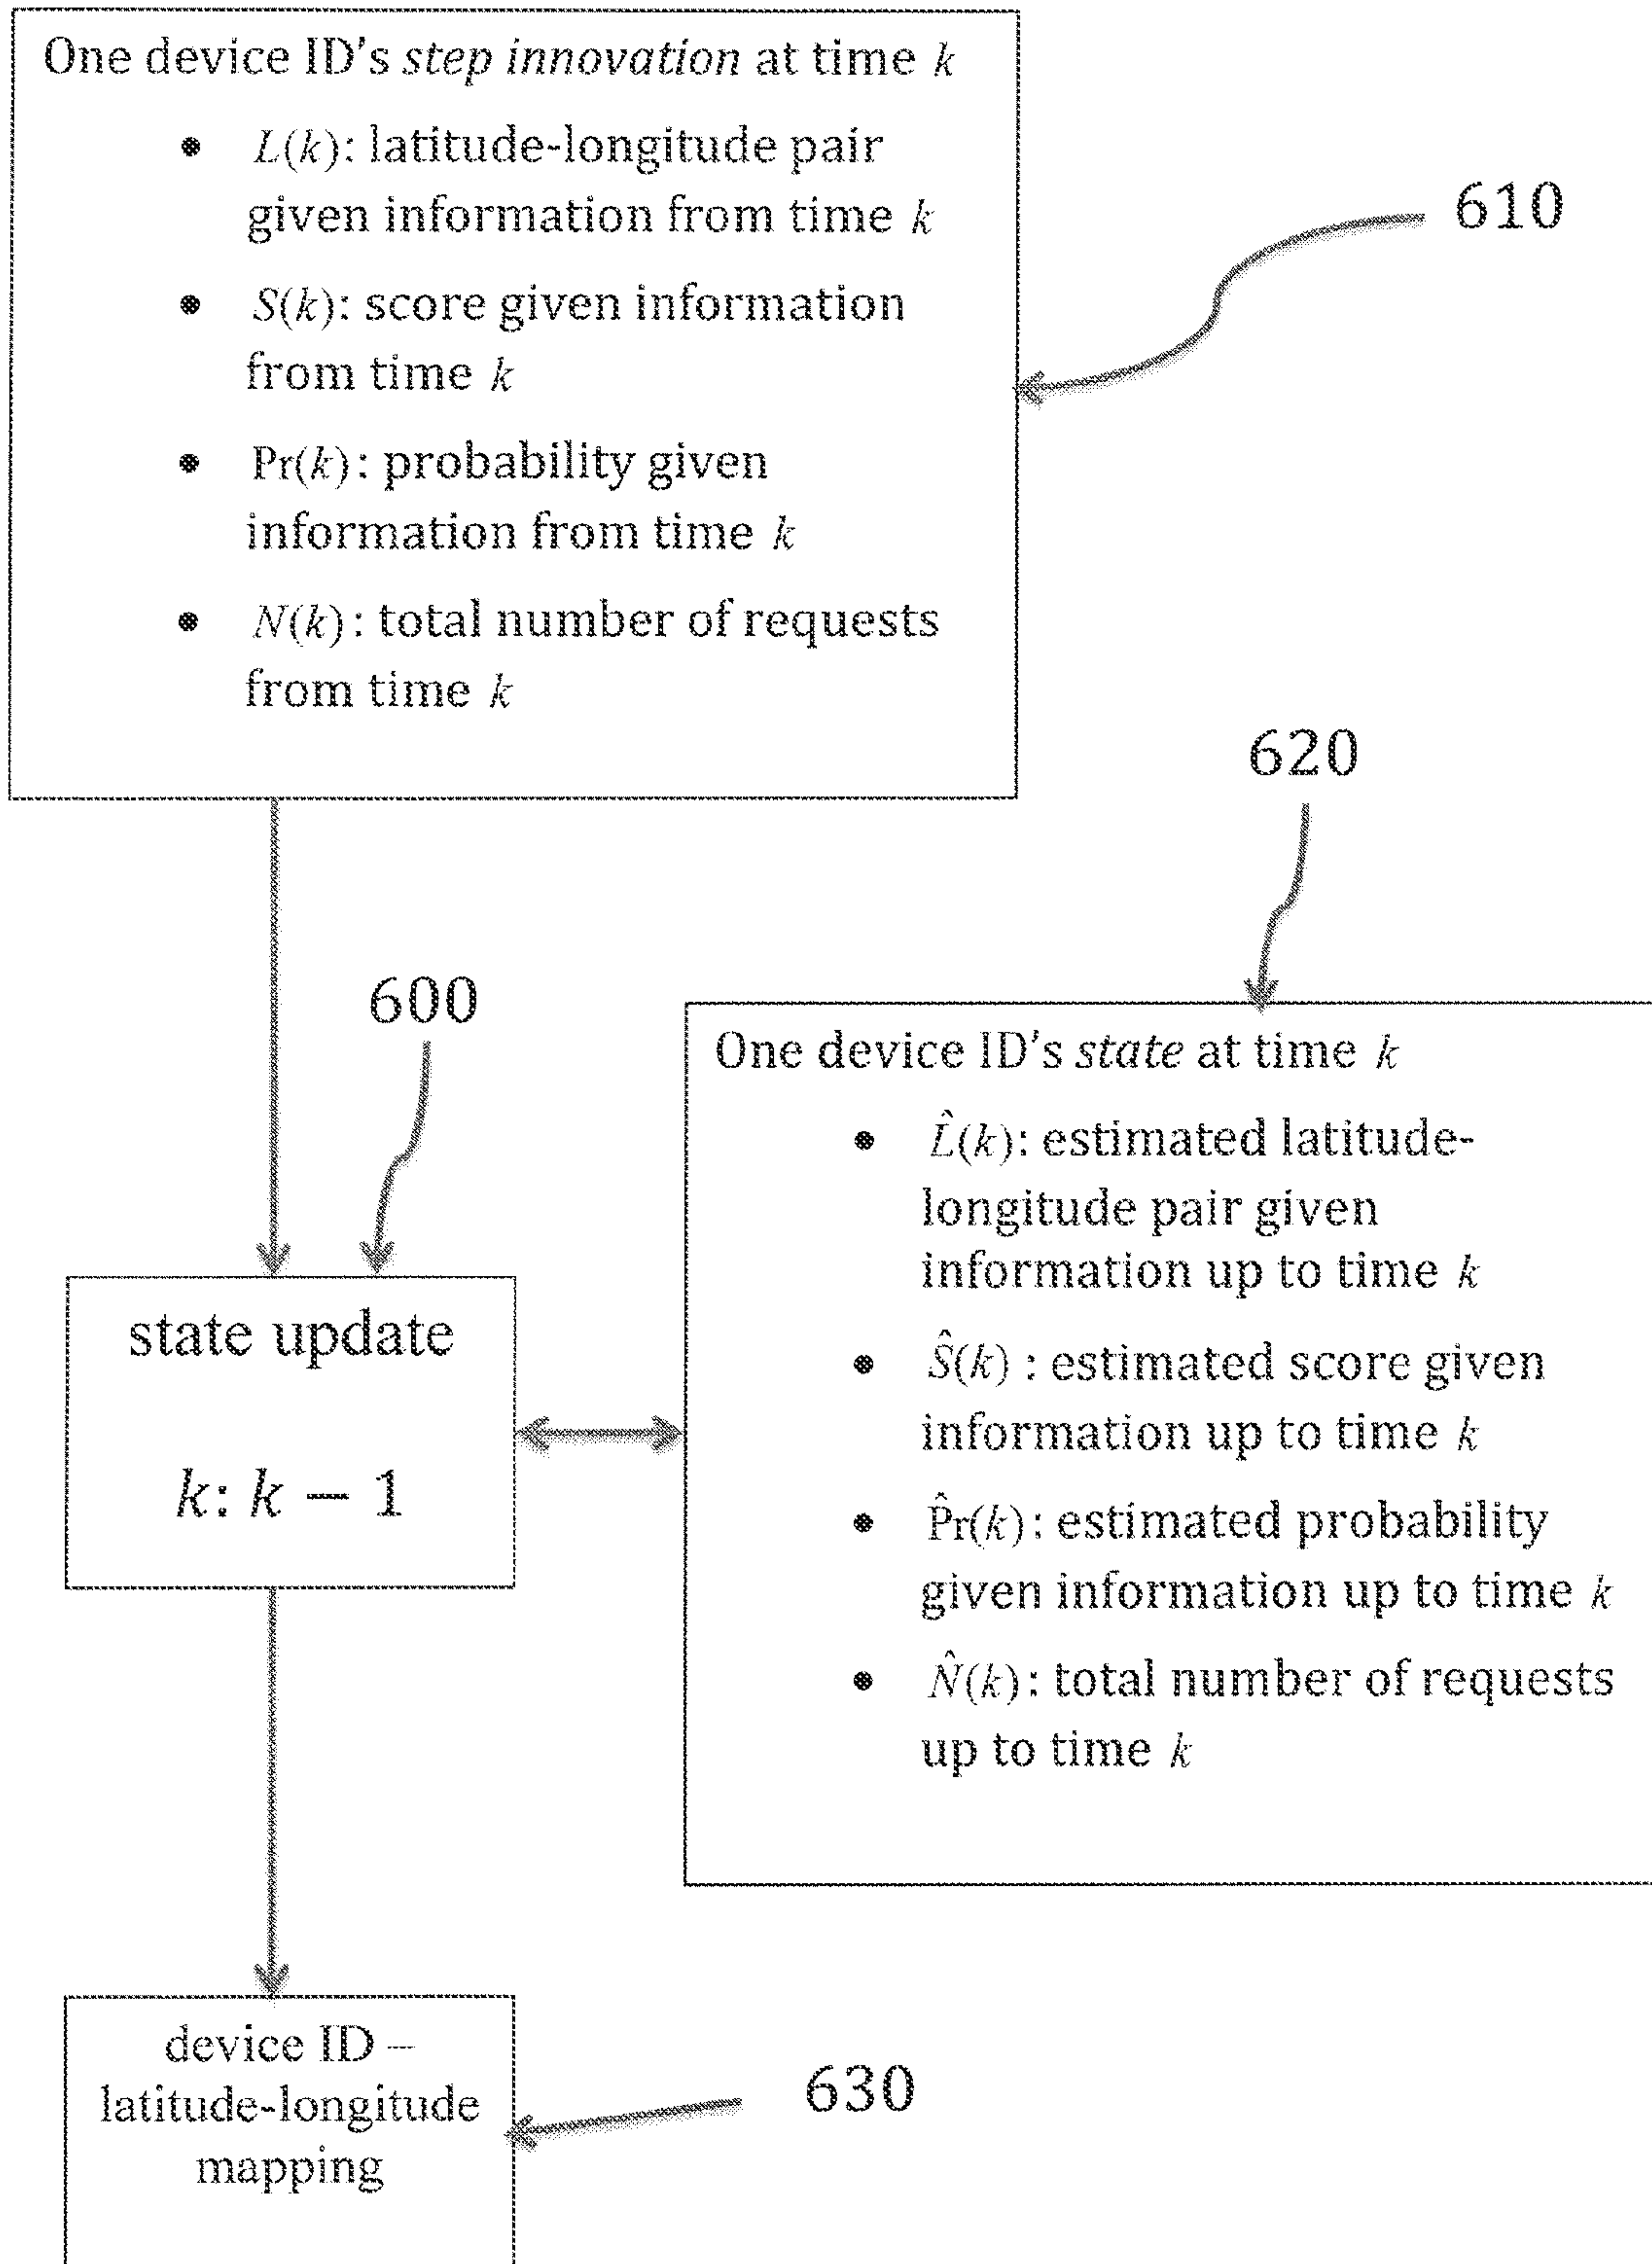 One device ID's step innovation at time k
• L(k): latitude-longitude pair
given information from time k
• S(k): score given information
from time k
• Pr(k): probability given
information from time k
• N(k): total number of requests
from time k
610
620
600
One device ID's state at time k
• L̂(k): estimated latitude-
longitude pair given
information up to time k
• Ŝ(k) : estimated score given
information up to time k
• P̂r(k): estimated probability
given information up to time k
• N̂(k): total number of requests
up to time k
state update
k: k − 1
device ID –
latitude-longitude
mapping
630